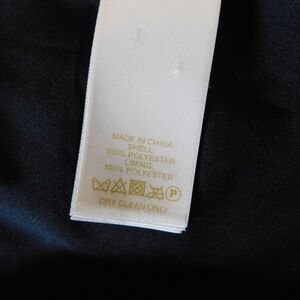 MADE IN CHINA
SHELL:
100% POLYESTER
LINING:
100% POLYESTER
P
DRY CLEAN ONLY